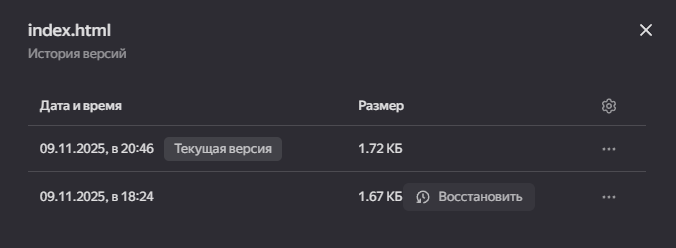 index.html
История версий
Дата и время Размер
09.11.2025, в 20:46 Текущая версия 1.72 КБ
09.11.2025, в 18:24 1.67 КБ Восстановить